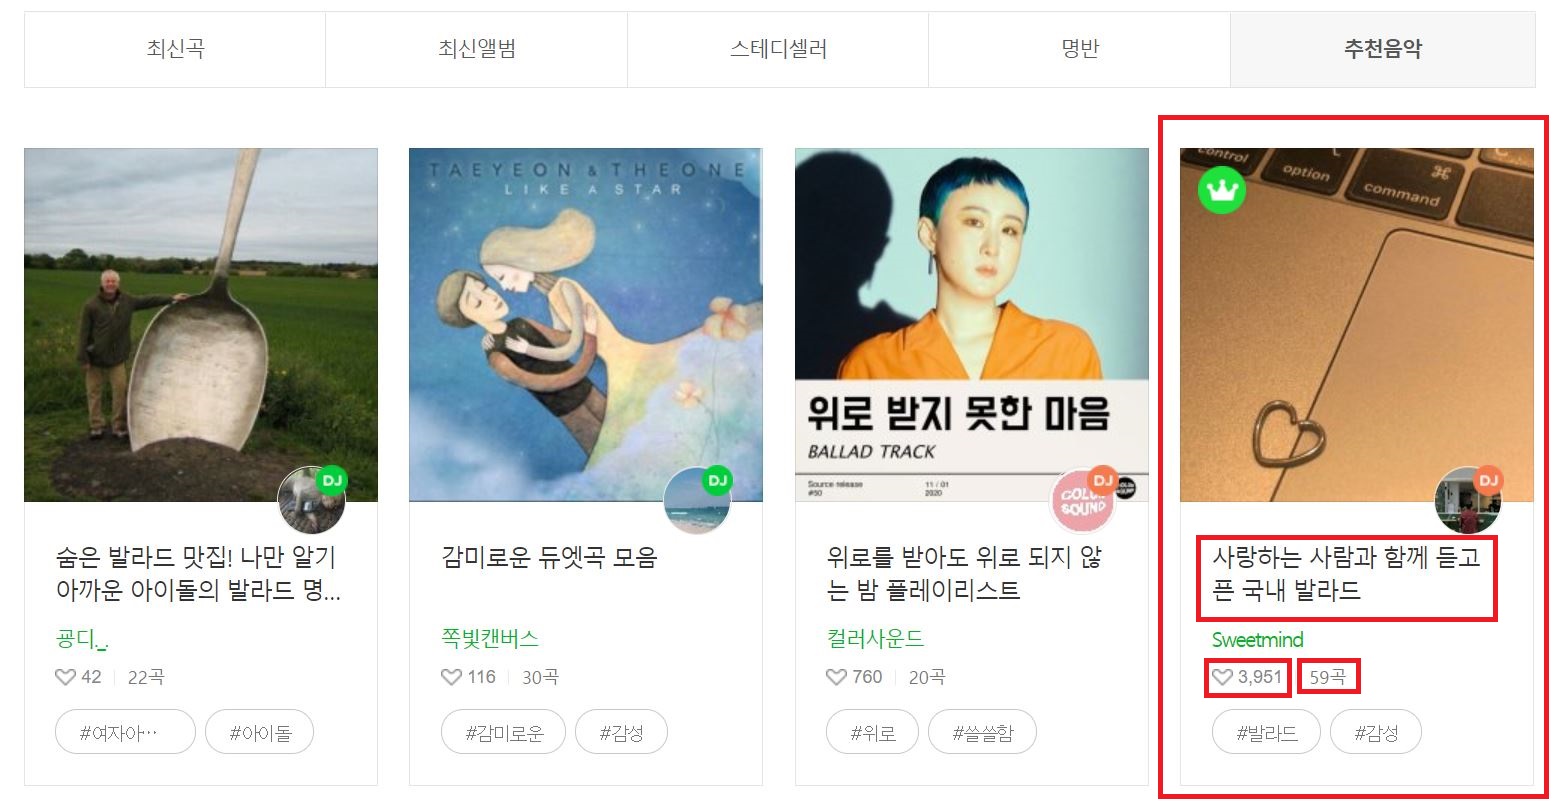 최신곡
최신앨범
스테디셀러
명반
추천음악
TAEYEON & THEONE
LIKE A STAR
위로 받지 못한 마음
BALLAD TRACK
Source release
#50
11 / 01
2020
control
option
command
DJ
DJ
COLOR
SOUND
DJ
DJ
숨은 발라드 맛집! 나만 알기
아까운 아이돌의 발라드 명...
굥디._.
42
22곡
#여자아…
#아이돌
감미로운 듀엣곡 모음
쪽빛캔버스
116
30곡
#감미로운
#감성
위로를 받아도 위로 되지 않
는 밤 플레이리스트
컬러사운드
760
20곡
#위로
#쓸쓸함
사랑하는 사람과 함께 듣고
픈 국내 발라드
Sweetmind
3,951
59곡
#발라드
#감성